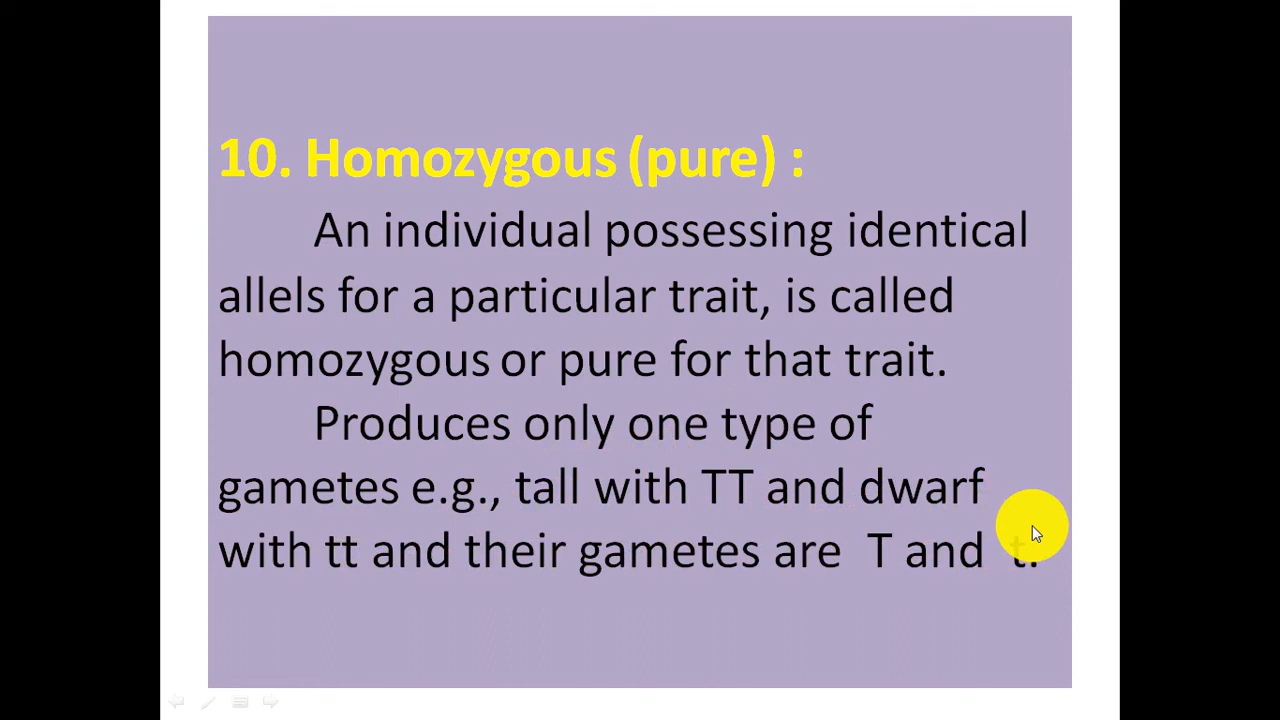 10. Homozygous (pure) :
An individual possessing identical
allels for a particular trait, is called
homozygous or pure for that trait.
Produces only one type of
gametes e.g., tall with TT and dwarf
with tt and their gametes are T and t.